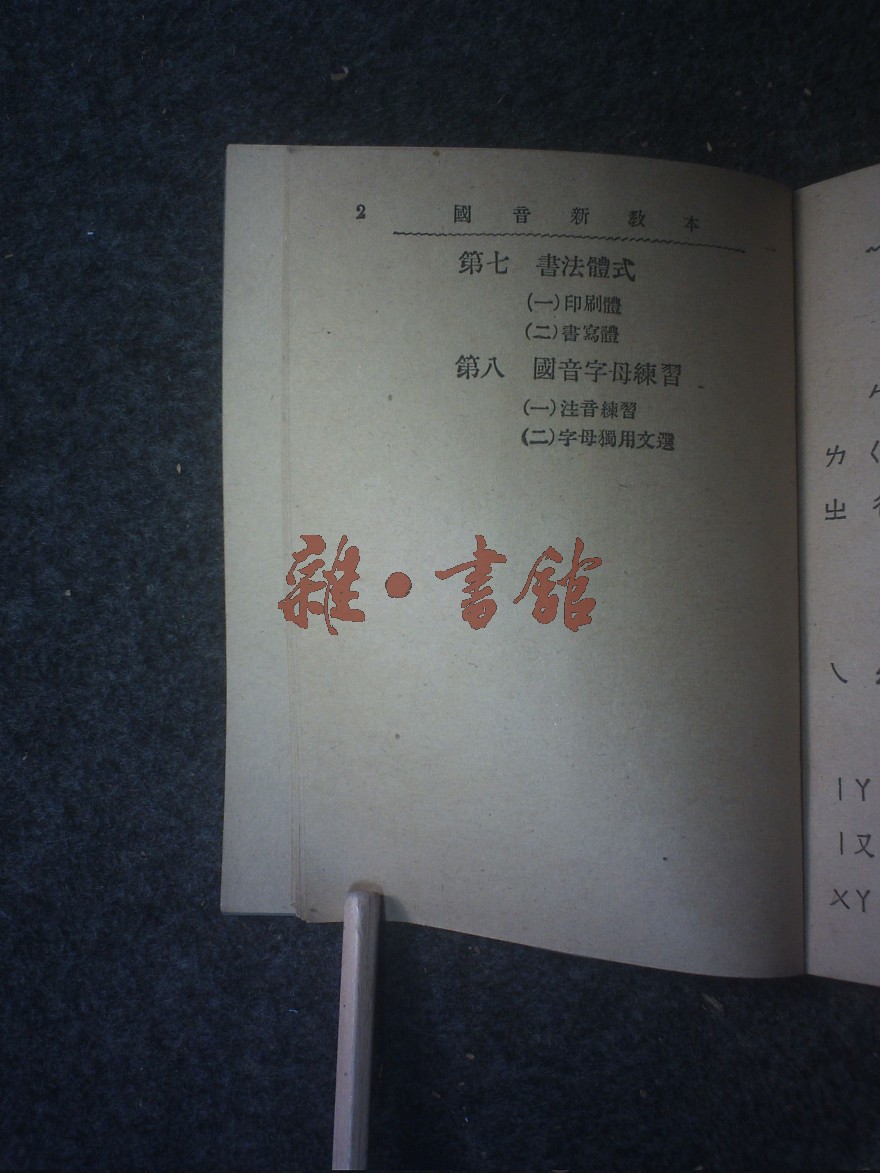 2 國音新教本
第七 書法體式
(一)印刷體
(二)書寫體
第八 國音字母練習
(一)注音練習
(二)字母獨用文選
雜·書館
ㄌ
ㄓ ㄔ
ㄟ
ㄧㄚ
ㄧㄡ
ㄨㄚ